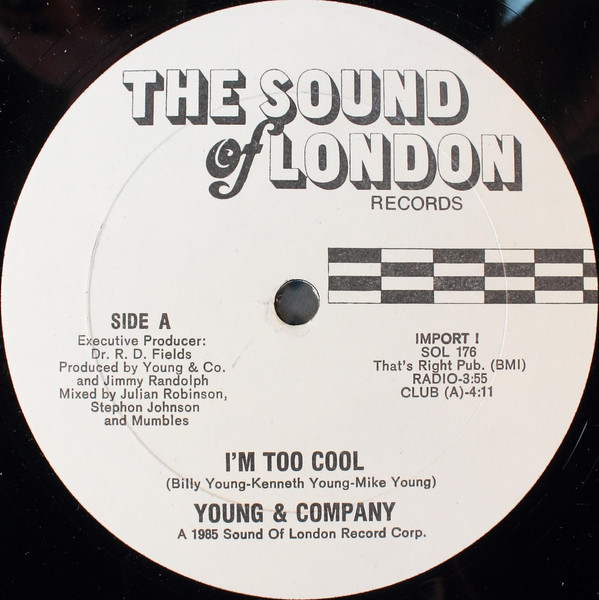 THE SOUND
of LONDON
RECORDS
SIDE A
Executive Producer:
Dr. R. D. Fields
Produced by Young & Co.
and Jimmy Randolph
Mixed by Julian Robinson,
Stephon Johnson
and Mumbles
IMPORT !
SOL 176
That's Right Pub. (BMI)
RADIO-3:55
CLUB (A)-4:11
I'M TOO COOL
(Billy Young-Kenneth Young-Mike Young)
YOUNG & COMPANY
A 1985 Sound Of London Record Corp.